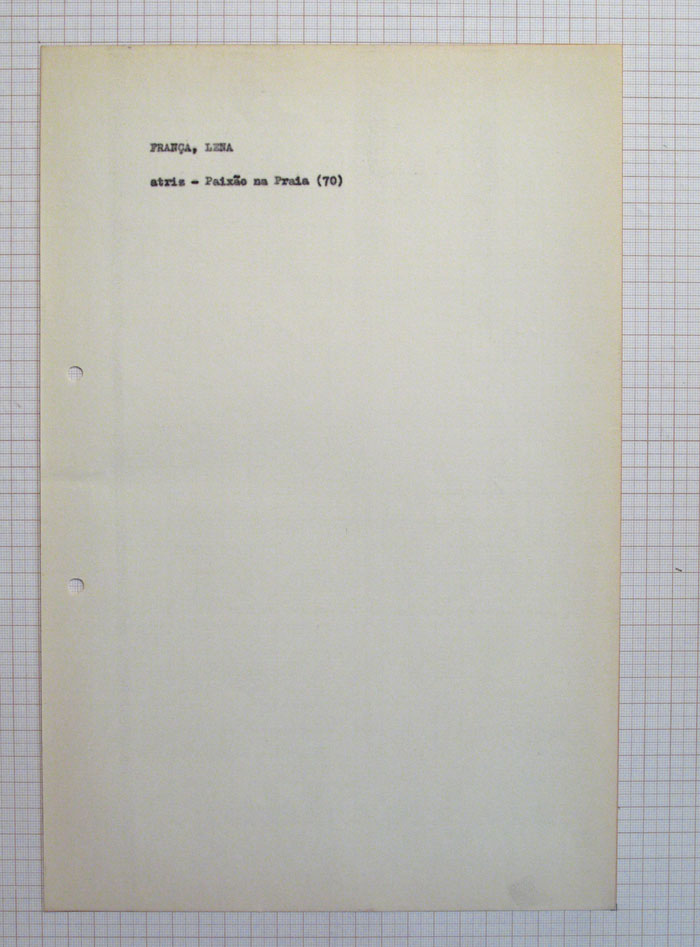 FRANÇA, LENA
atriz - Paixão na Praia (70)